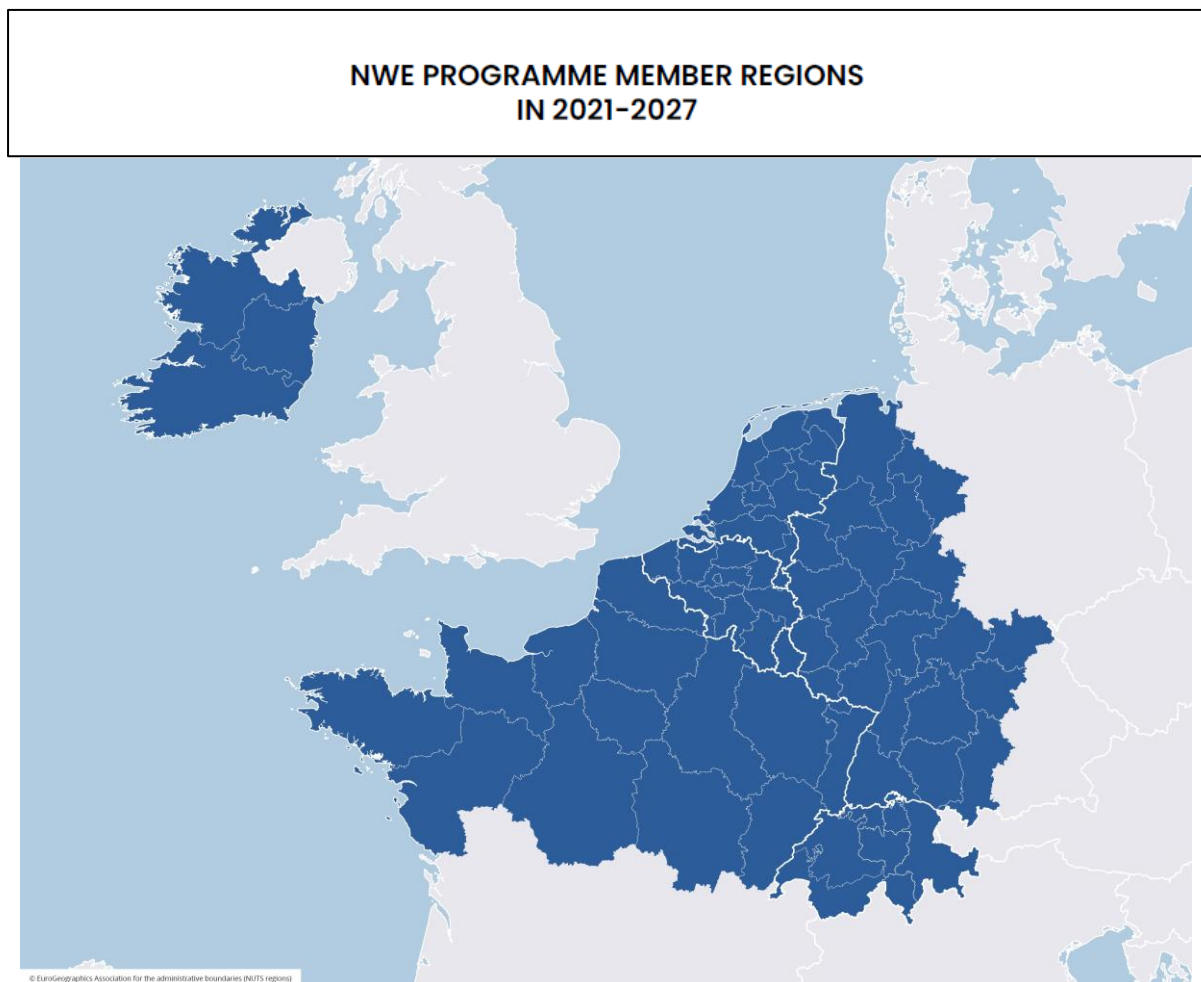 NWE PROGRAMME MEMBER REGIONS
IN 2021-2027
© EuroGeographics Association for the administrative boundaries (NUTS regions)